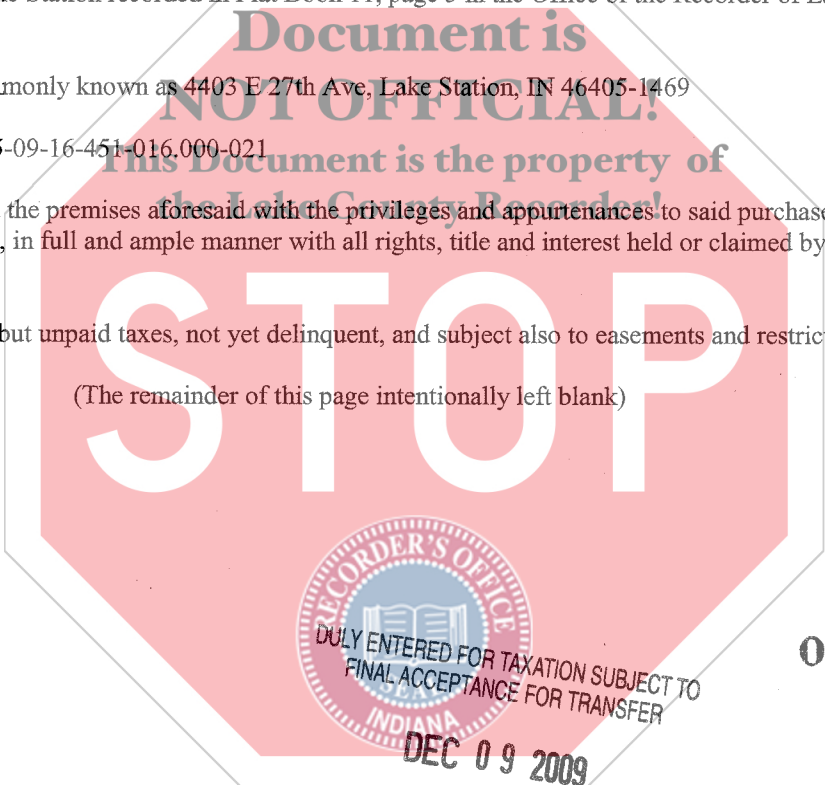 Station recorded in Plat Book 11, page 5 in the Office of the Recorder of
Document is
monly known as 4403 E 27th Ave, Lake Station, IN 46405-1469
NOT OFFICIAL!
-09-16-451-016.000-021
This Document is the property of
the Lake County Recorder!
the premises aforesaid with the privileges and appurtenances to said purchase
, in full and ample manner with all rights, title and interest held or claimed by
STOP
but unpaid taxes, not yet delinquent, and subject also to easements and restric
(The remainder of this page intentionally left blank)
RECORDER'S OFFICE
SEAL
INDIANA
DULY ENTERED FOR TAXATION SUBJECT TO
FINAL ACCEPTANCE FOR TRANSFER
DEC 09 2009